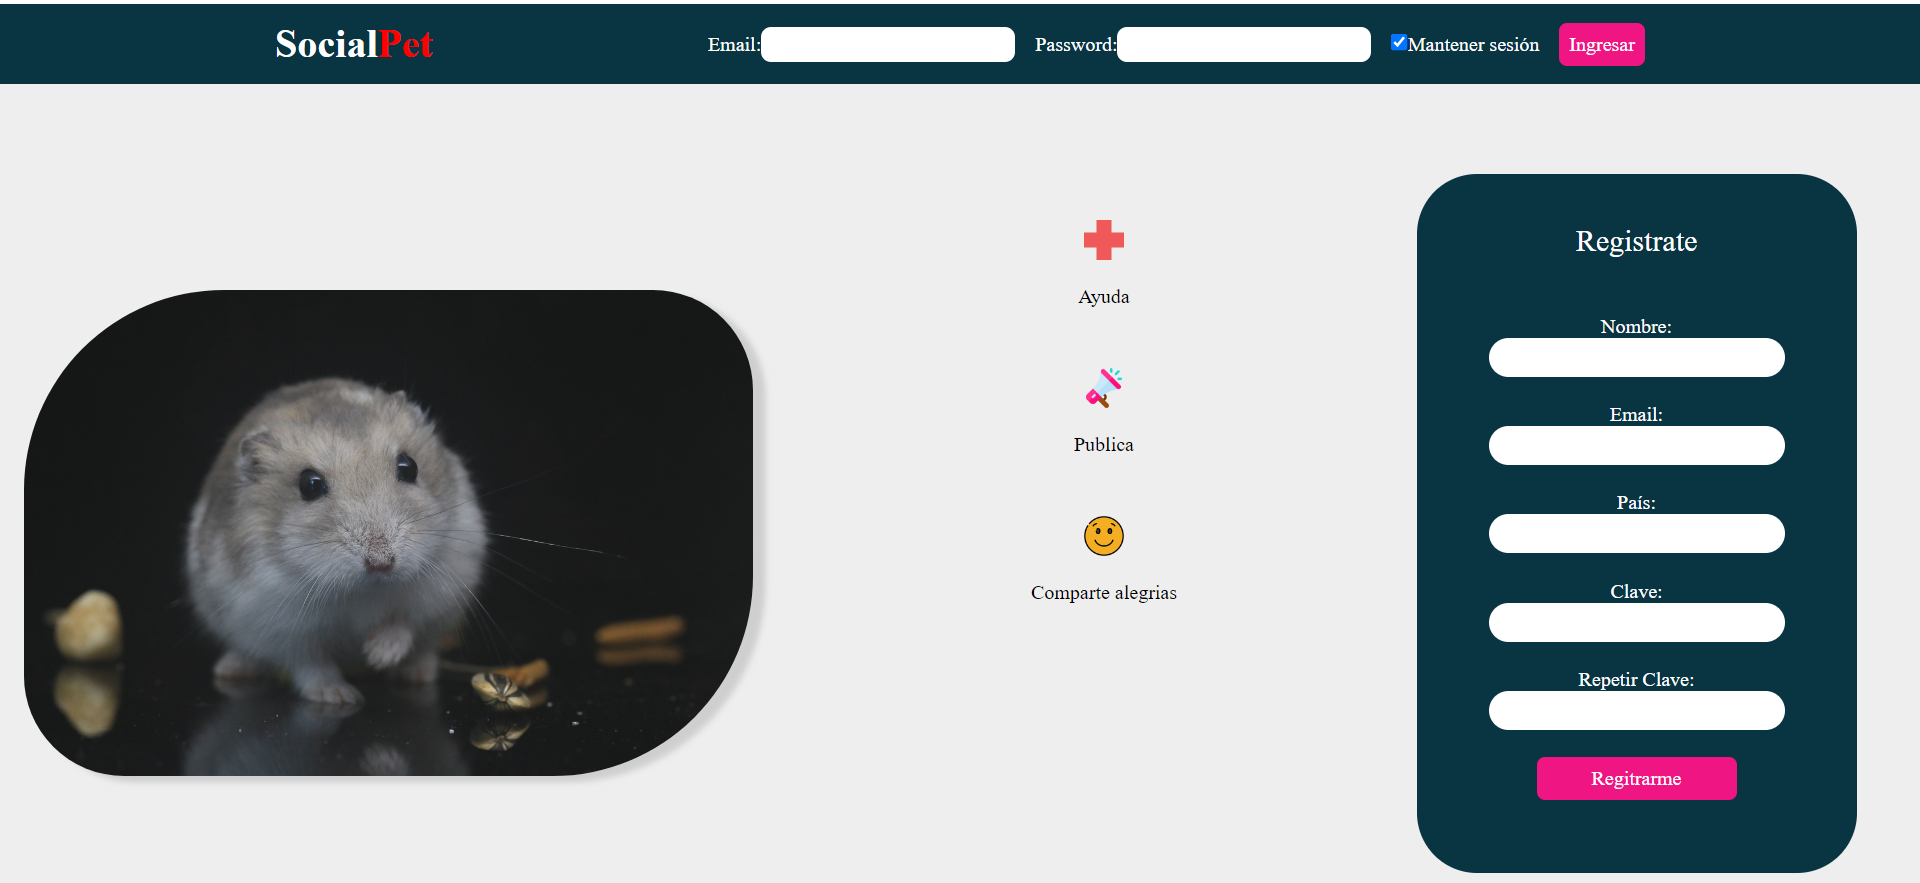 SocialPet
Email:
Password:
Mantener sesión
Ingresar
Ayuda
Publica
Comparte alegrias
Registrate
Nombre:
Email:
País:
Clave:
Repetir Clave:
Regitrarme